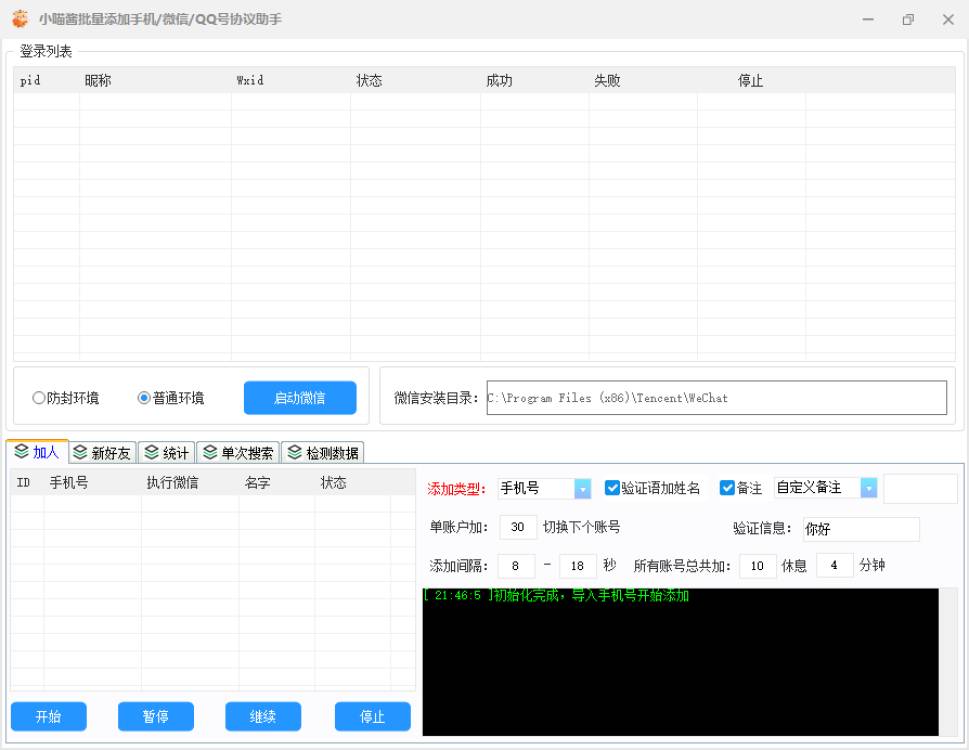 小喵酱批量添加手机/微信/QQ号协议助手
登录列表
pid 昵称 Wxid 状态 成功 失败 停止
防封环境 普通环境 启动微信 微信安装目录: C:\Program Files (x86)\Tencent\WeChat
加人 新好友 统计 单次搜索 检测数据
ID 手机号 执行微信 名字 状态
添加类型: 手机号 验证语加姓名 备注 自定义备注
单账户加: 30 切换下个账号 验证信息: 你好
添加间隔: 8 - 18 秒 所有账号总共加: 10 休息 4 分钟
[ 21:46:5 ]初始化完成，导入手机号开始添加
开始 暂停 继续 停止